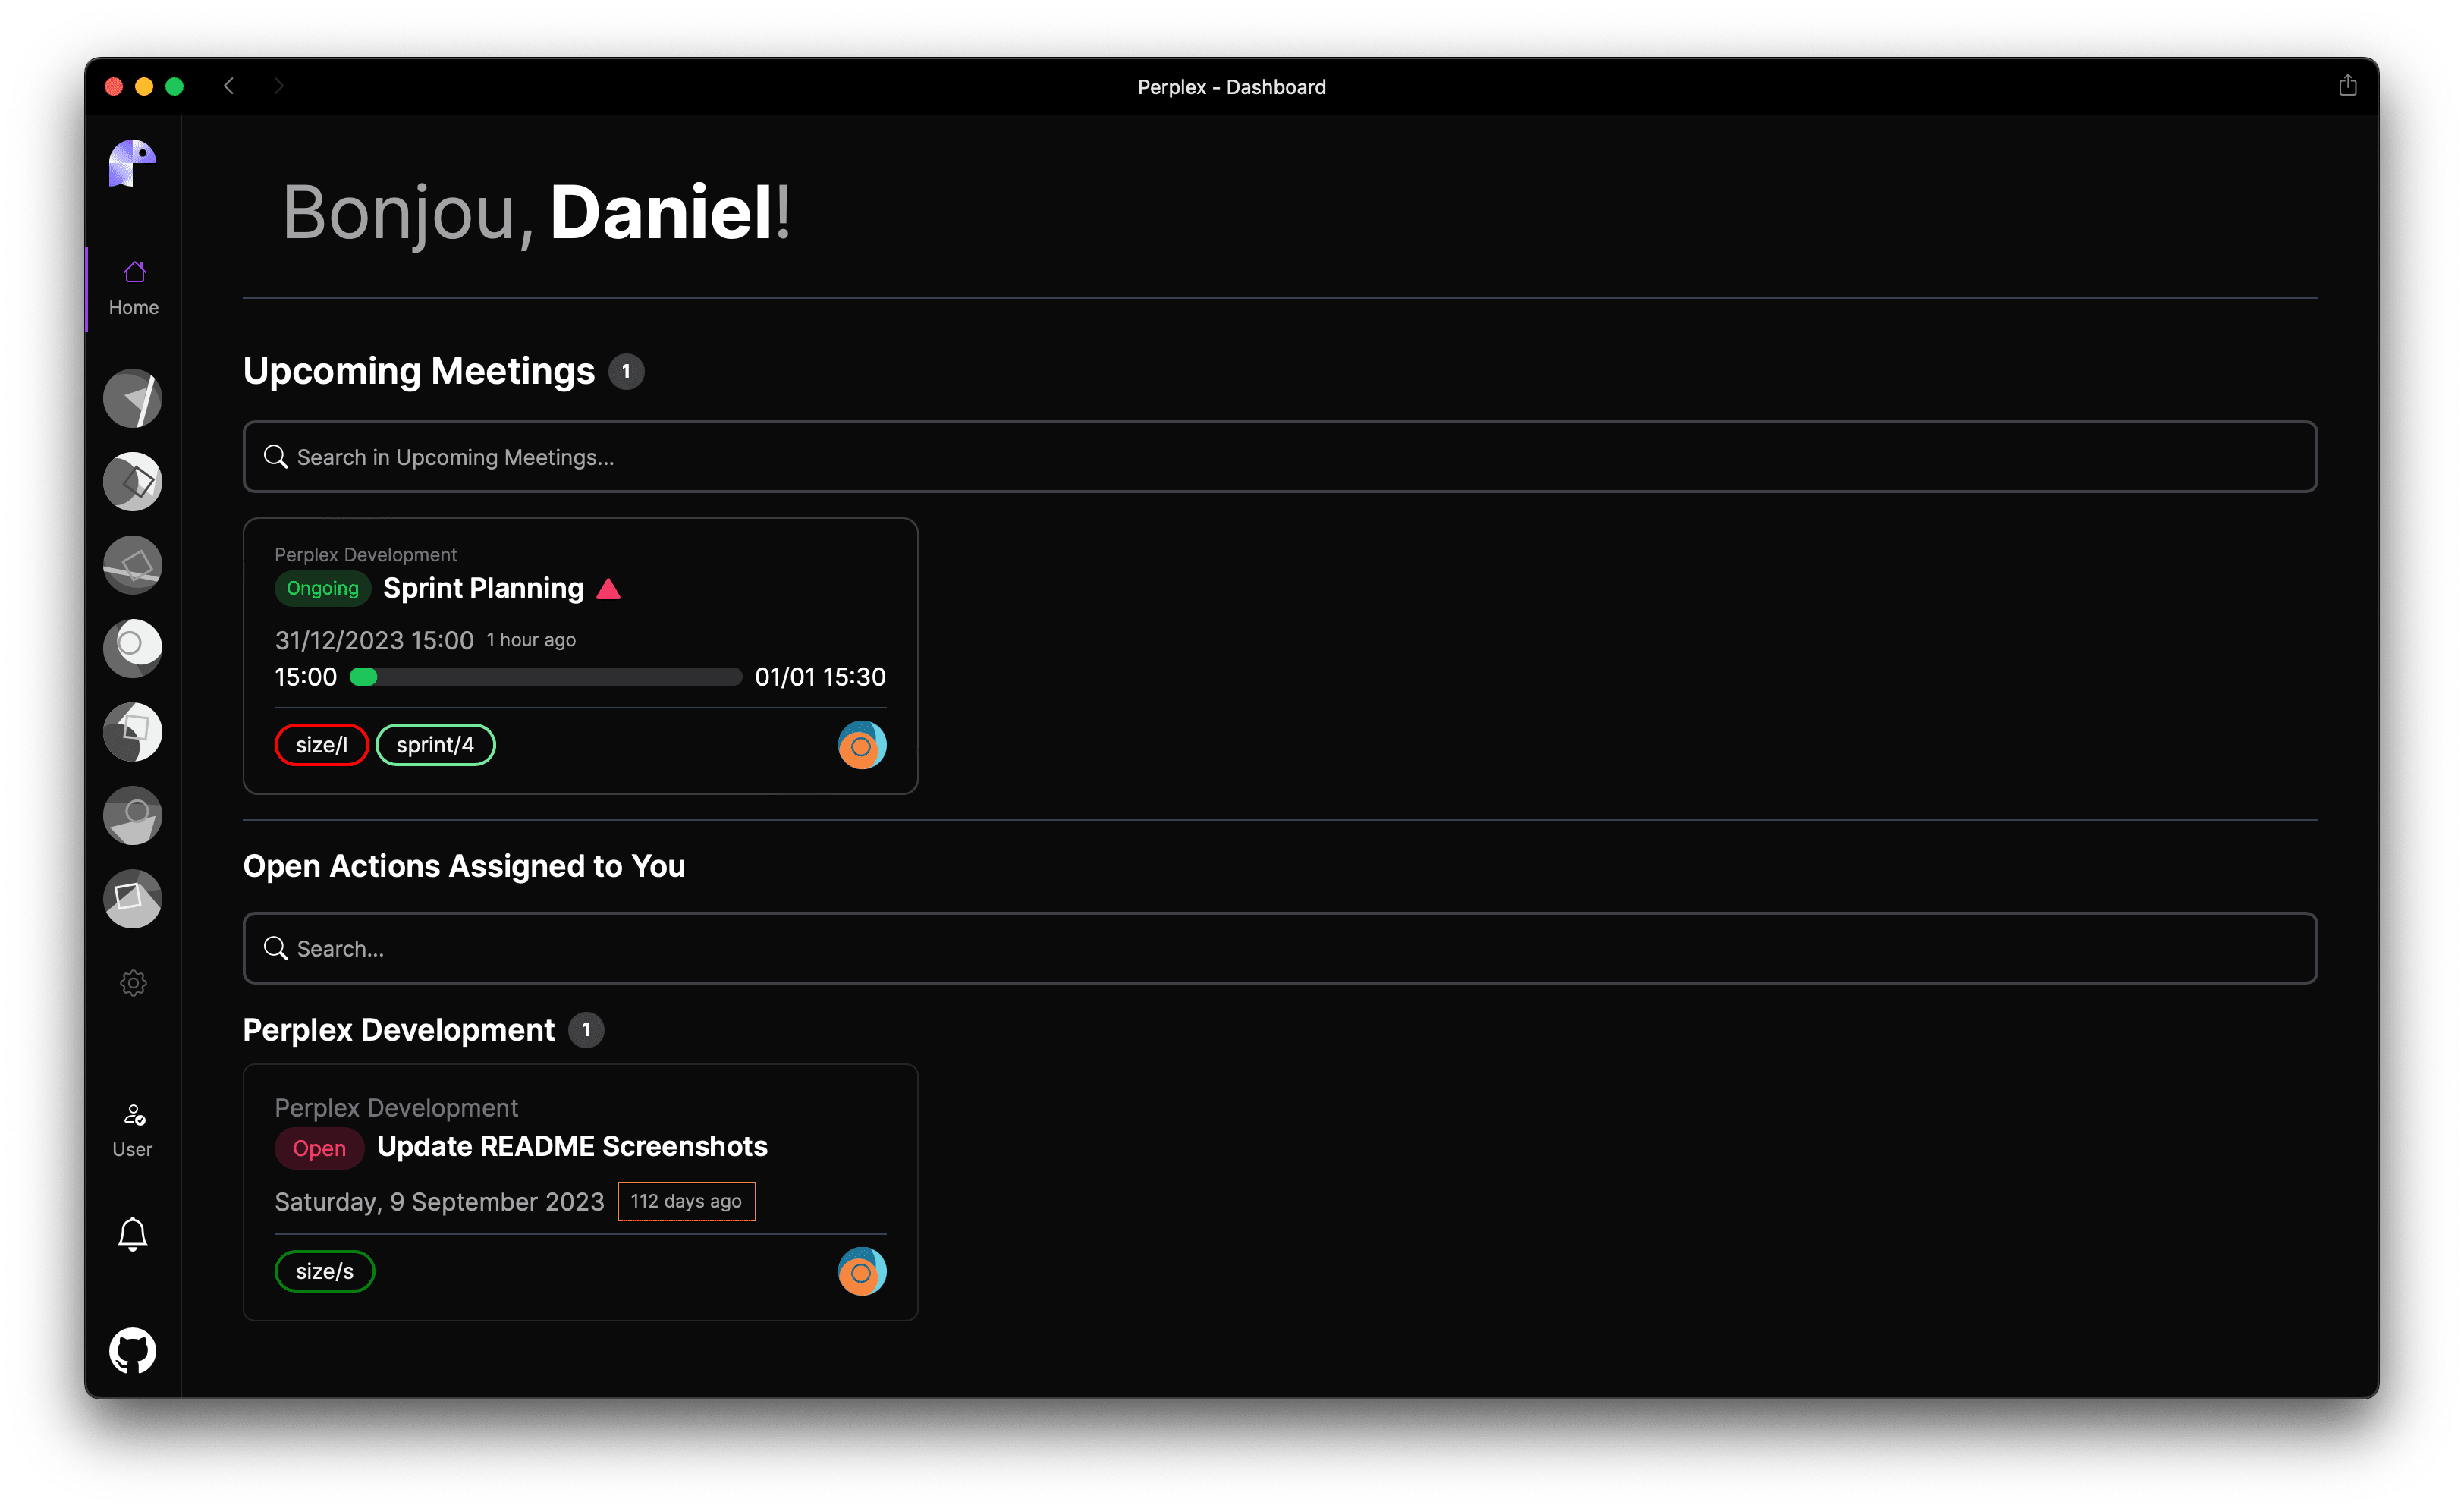 Perplex - Dashboard
Bonjou, Daniel!
Home
Upcoming Meetings 1
Search in Upcoming Meetings...
Perplex Development
Ongoing Sprint Planning
31/12/2023 15:00 1 hour ago
15:00 01/01 15:30
size/l sprint/4
Open Actions Assigned to You
Search...
Perplex Development 1
Perplex Development
Open Update README Screenshots
Saturday, 9 September 2023 112 days ago
size/s
User